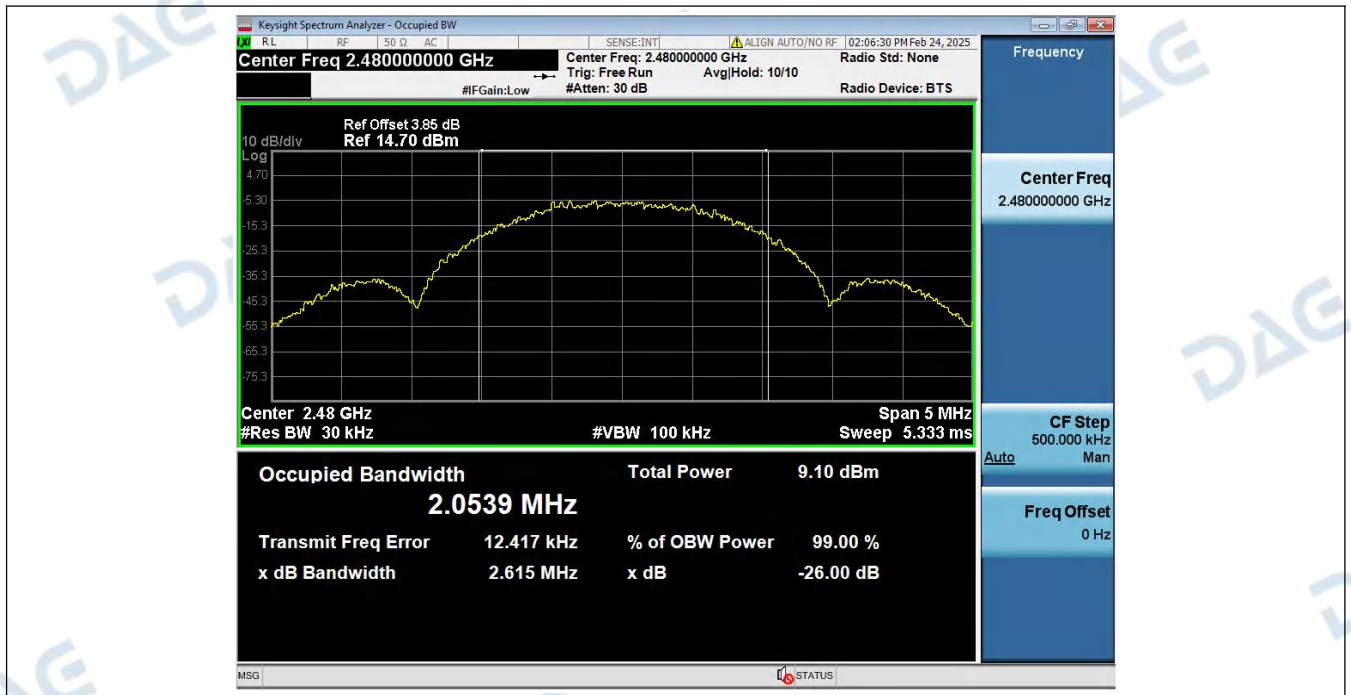 DAE
Keysight Spectrum Analyzer - Occupied BW
LXI RL RF 50 Ω AC SENSE:INT ALIGN AUTO/NO RF 02:06:30 PM Feb 24, 2025
Center Freq 2.480000000 GHz
Center Freq: 2.480000000 GHz Radio Std: None
Trig: Free Run Avg|Hold: 10/10
#IFGain:Low #Atten: 30 dB Radio Device: BTS
Ref Offset 3.85 dB
10 dB/div Ref 14.70 dBm
Log
4.70
-5.30
-15.3
-25.3
-35.3
-45.3
-55.3
-65.3
-75.3
Center 2.48 GHz Span 5 MHz
#Res BW 30 kHz #VBW 100 kHz Sweep 5.333 ms
Occupied Bandwidth Total Power 9.10 dBm
2.0539 MHz
Transmit Freq Error 12.417 kHz % of OBW Power 99.00 %
x dB Bandwidth 2.615 MHz x dB -26.00 dB
Frequency
Center Freq
2.480000000 GHz
CF Step
500.000 kHz
Auto Man
Freq Offset
0 Hz
MSG STATUS
DAE